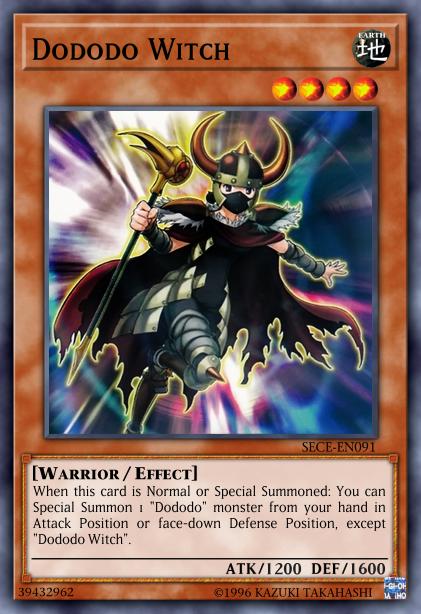 DODODO WITCH
EARTH
地
SECE-EN091
[WARRIOR / EFFECT]
When this card is Normal or Special Summoned: You can
Special Summon 1 "Dododo" monster from your hand in
Attack Position or face-down Defense Position, except
"Dododo Witch".
ATK/1200 DEF/1600
39432962
©1996 KAZUKI TAKAHASHI